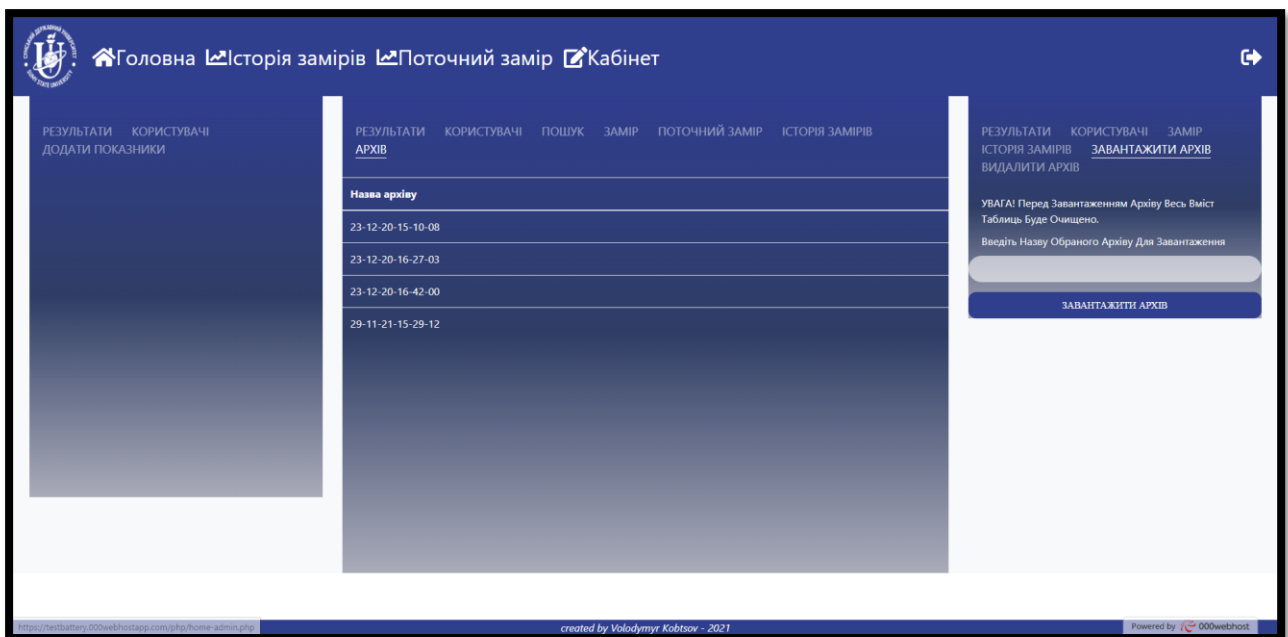 Головна Історія замірів Поточний замір Кабінет
SUMY STATE UNIVERSITY
РЕЗУЛЬТАТИ КОРИСТУВАЧІ
ДОДАТИ ПОКАЗНИКИ
РЕЗУЛЬТАТИ КОРИСТУВАЧІ ПОШУК ЗАМІР ПОТОЧНИЙ ЗАМІР ІСТОРІЯ ЗАМІРІВ
АРХІВ
Назва архіву
23-12-20-15-10-08
23-12-20-16-27-03
23-12-20-16-42-00
29-11-21-15-29-12
РЕЗУЛЬТАТИ КОРИСТУВАЧІ ЗАМІР
ІСТОРІЯ ЗАМІРІВ ЗАВАНТАЖИТИ АРХІВ
ВИДАЛИТИ АРХІВ
УВАГА! Перед Завантаженням Архіву Весь Вміст
Таблиць Буде Очищено.
Введіть Назву Обраного Архіву Для Завантаження
ЗАВАНТАЖИТИ АРХІВ
https://testbattery.000webhostapp.com/php/home-admin.php
created by Volodymyr Kobtsov - 2021
Powered by 000webhost